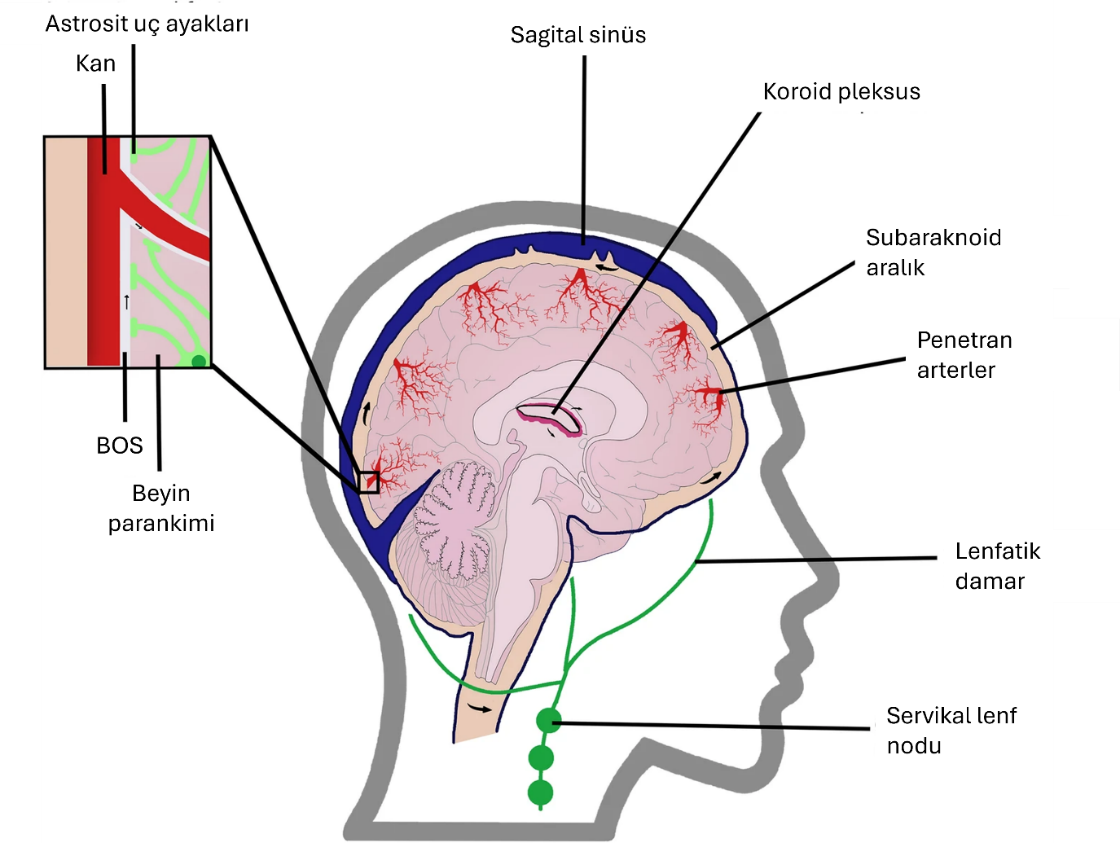 Astrosit uç ayakları
Kan
Sagital sinüs
Koroid pleksus
Subaraknoid
aralık
Penetran
arterler
BOS
Beyin
parankimi
Lenfatik
damar
Servikal lenf
nodu